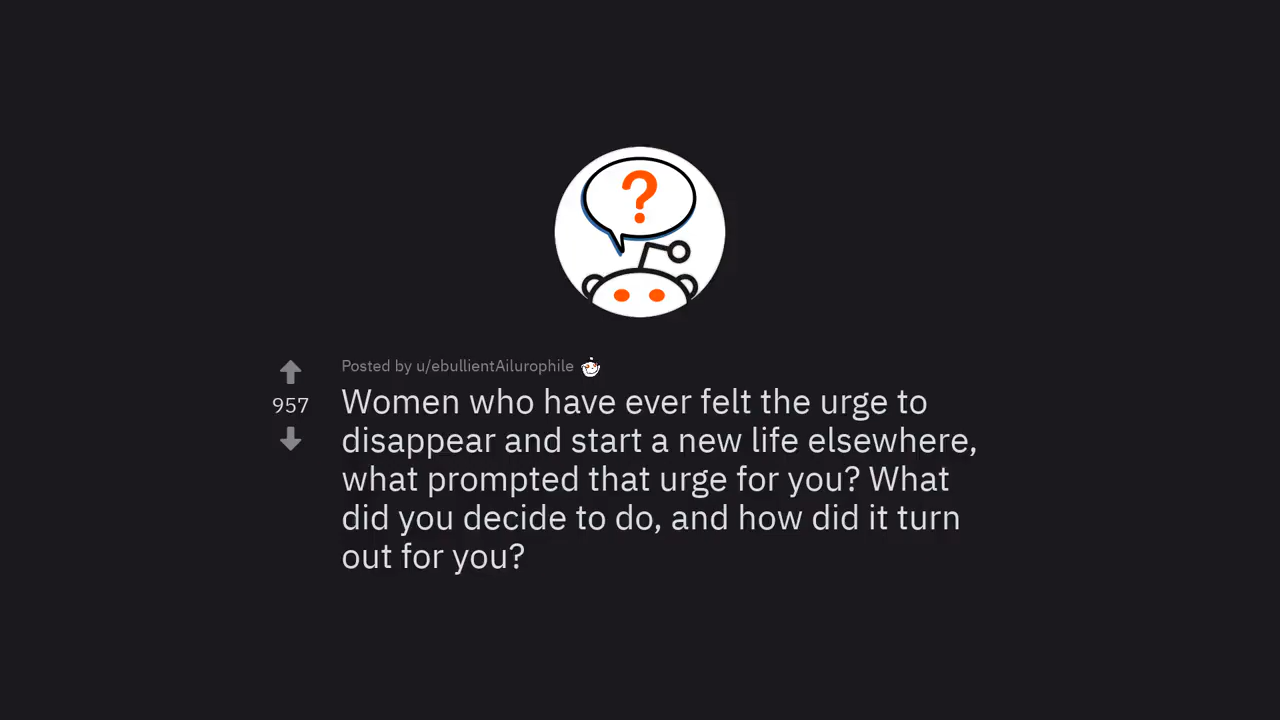 ?
Posted by u/ebullientAilurophile
957
Women who have ever felt the urge to
disappear and start a new life elsewhere,
what prompted that urge for you? What
did you decide to do, and how did it turn
out for you?